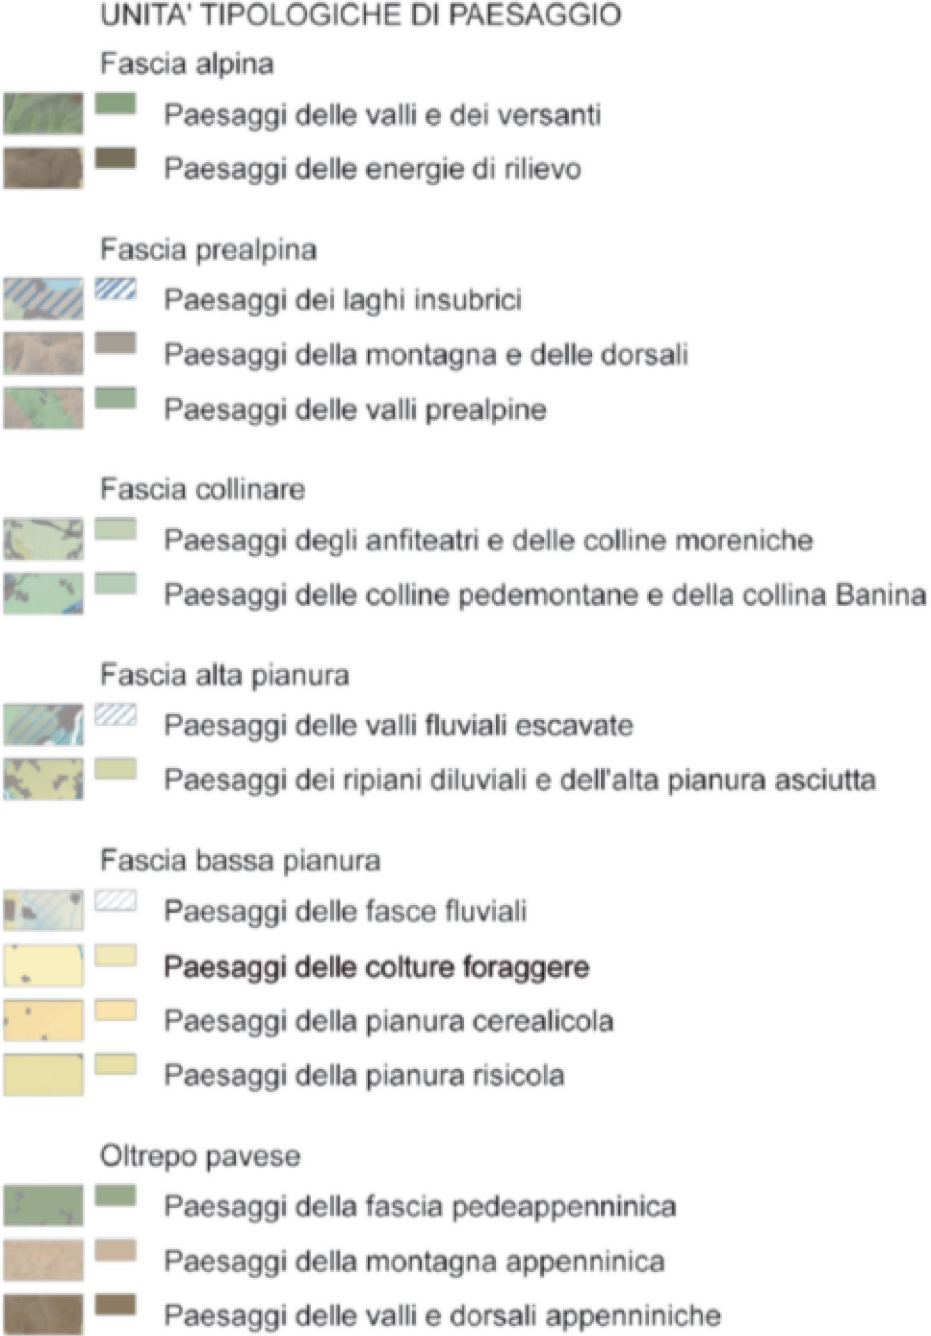 UNITA' TIPOLOGICHE DI PAESAGGIO
Fascia alpina
Paesaggi delle valli e dei versanti
Paesaggi delle energie di rilievo
Fascia prealpina
Paesaggi dei laghi insubrici
Paesaggi della montagna e delle dorsali
Paesaggi delle valli prealpine
Fascia collinare
Paesaggi degli anfiteatri e delle colline moreniche
Paesaggi delle colline pedemontane e della collina Banina
Fascia alta pianura
Paesaggi delle valli fluviali escavate
Paesaggi dei ripiani diluviali e dell'alta pianura asciutta
Fascia bassa pianura
Paesaggi delle fasce fluviali
Paesaggi delle colture foraggere
Paesaggi della pianura cerealicola
Paesaggi della pianura risicola
Oltrepo pavese
Paesaggi della fascia pedeappenninica
Paesaggi della montagna appenninica
Paesaggi delle valli e dorsali appenniniche